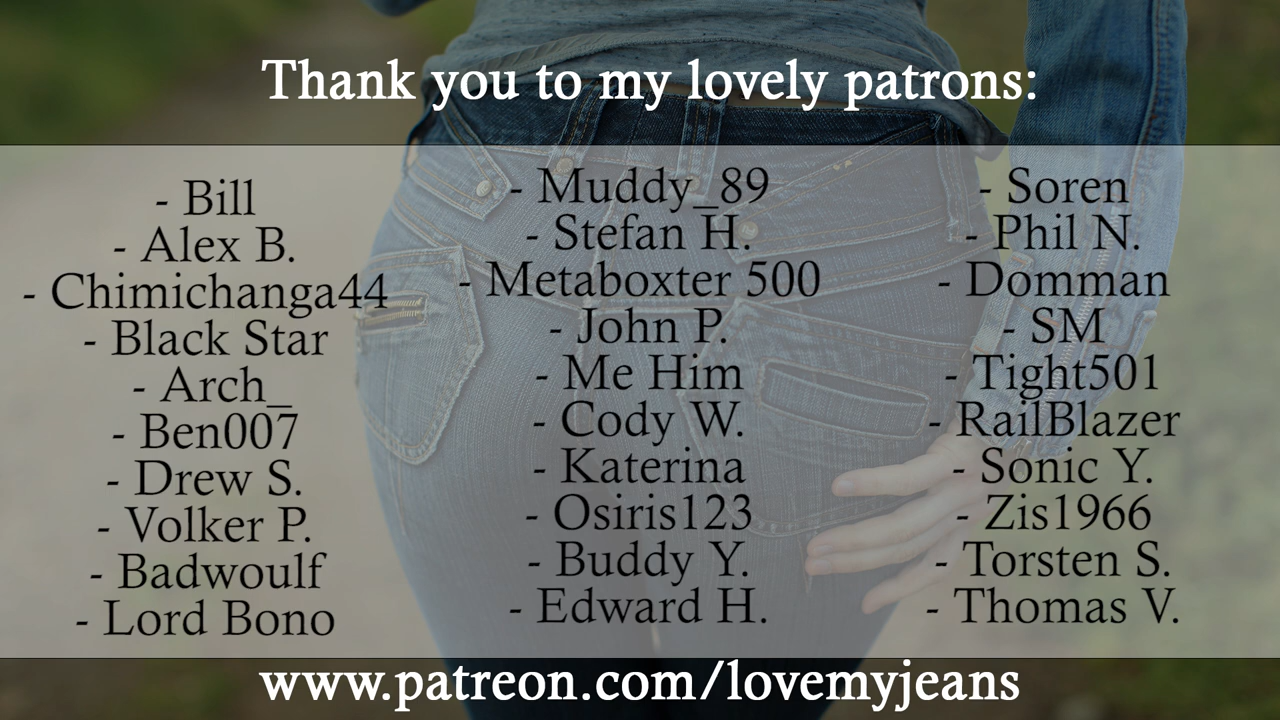 Thank you to my lovely patrons:
- Bill
- Alex B.
- Chimichanga44
- Black Star
- Arch_
- Ben007
- Drew S.
- Volker P.
- Badwoulf
- Lord Bono
- Muddy_89
- Stefan H.
- Metaboxter 500
- John P.
- Me Him
- Cody W.
- Katerina
- Osiris123
- Buddy Y.
- Edward H.
- Soren
- Phil N.
- Domman
- SM
- Tight501
- RailBlazer
- Sonic Y.
- Zis1966
- Torsten S.
- Thomas V.
www.patreon.com/lovemyjeans